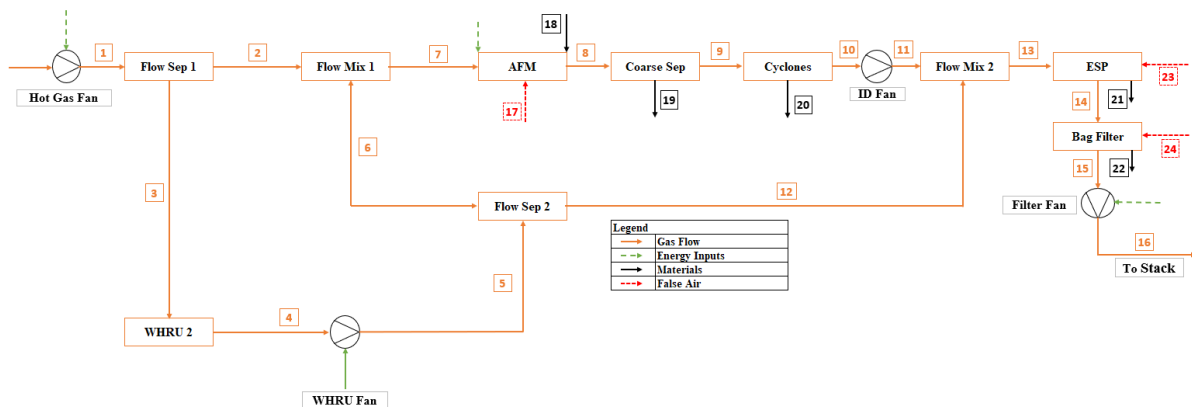 18
1
2
7
8
9
10
11
13
Flow Sep 1
Flow Mix 1
AFM
Coarse Sep
Cyclones
Flow Mix 2
ESP
23
Hot Gas Fan
ID Fan
17
19
20
14
21
Bag Filter
24
6
15
22
3
12
Flow Sep 2
Filter Fan
Legend
Gas Flow
Energy Inputs
Materials
False Air
16
To Stack
5
4
WHRU 2
WHRU Fan